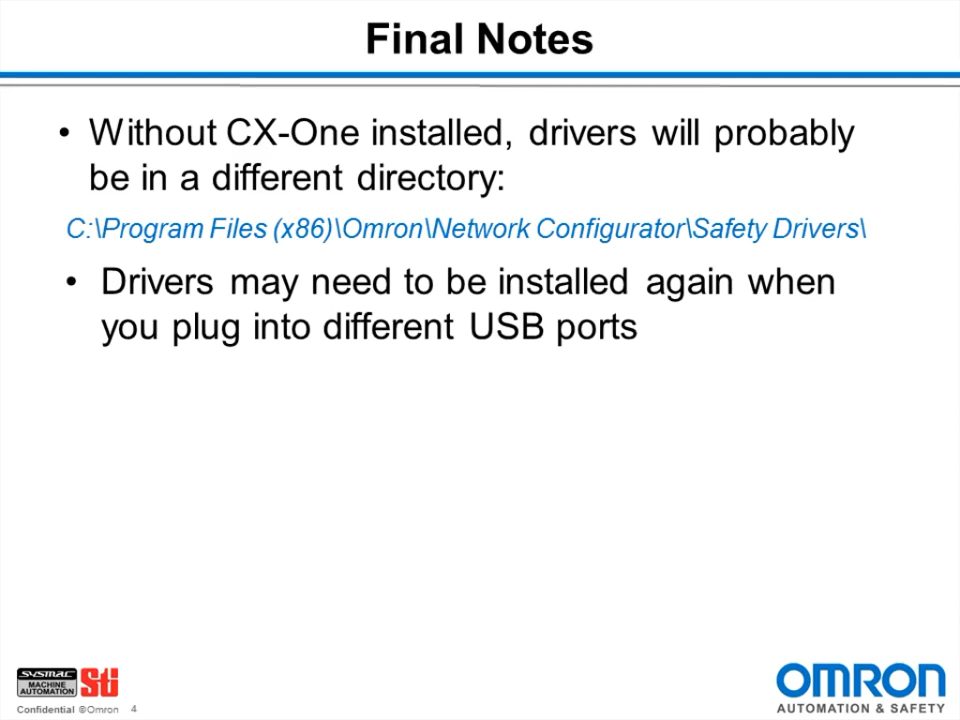 Final Notes
• Without CX-One installed, drivers will probably
be in a different directory:
C:\Program Files (x86)\Omron\Network Configurator\Safety Drivers\
• Drivers may need to be installed again when
you plug into different USB ports
SYSMAC
MACHINE
AUTOMATION
Sti
Confidential ©Omron 4
OMRON
AUTOMATION & SAFETY